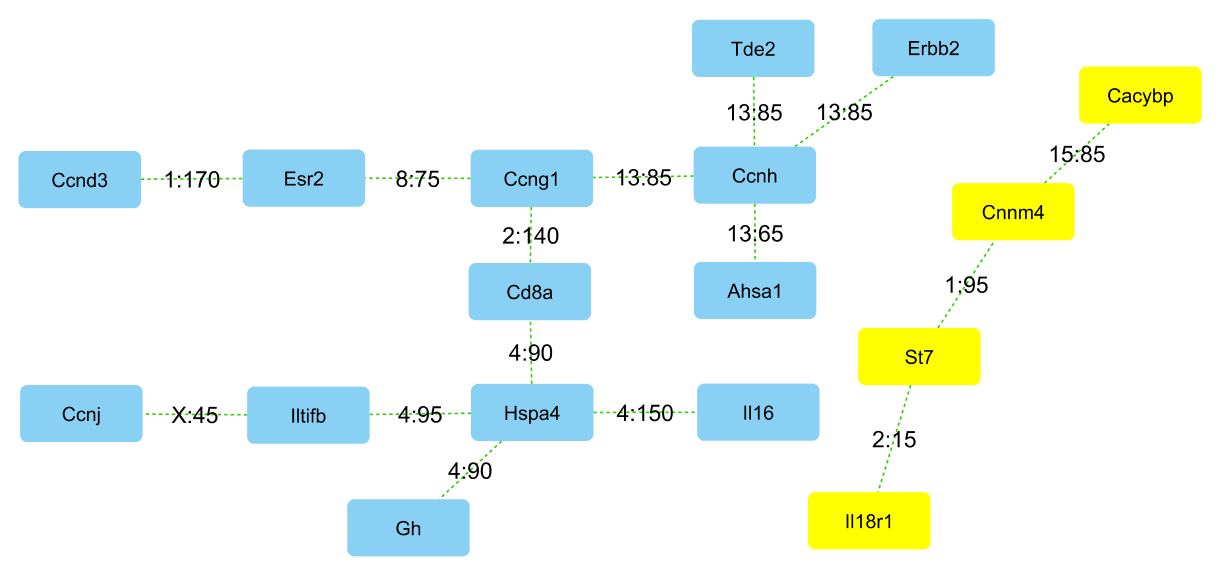 Tde2
Erbb2
Cacybp
13:85
13:85
15:85
Ccnd3
1:170
Esr2
8:75
Ccng1
13:85
Ccnh
Cnnm4
2:140
13:65
1:95
Cd8a
Ahsa1
4:90
St7
Ccnj
X:45
Iltifb
4:95
Hspa4
4:150
Il16
2:15
4:90
Gh
Il18r1